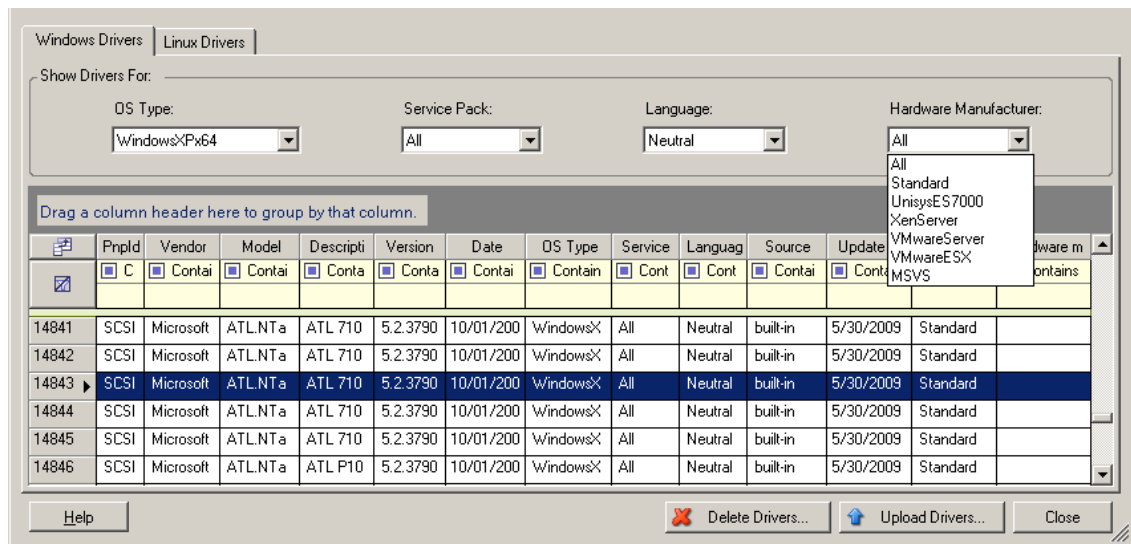 Windows Drivers Linux Drivers
Show Drivers For:
OS Type: Service Pack: Language: Hardware Manufacturer:
WindowsXPx64 All Neutral All
All
Standard
UnisysES7000
XenServer
VMwareServer
VMwareESX
MSVS
Drag a column header here to group by that column.
PnpId Vendor Model Descripti Version Date OS Type Service Languag Source Update dware m
C Contai Contai Conta Conta Contai Contain Cont Cont Contai Conta ontains
14841 SCSI Microsoft ATL.NTa ATL 710 5.2.3790 10/01/200 WindowsX All Neutral built-in 5/30/2009 Standard
14842 SCSI Microsoft ATL.NTa ATL 710 5.2.3790 10/01/200 WindowsX All Neutral built-in 5/30/2009 Standard
14843 SCSI Microsoft ATL.NTa ATL 710 5.2.3790 10/01/200 WindowsX All Neutral built-in 5/30/2009 Standard
14844 SCSI Microsoft ATL.NTa ATL 710 5.2.3790 10/01/200 WindowsX All Neutral built-in 5/30/2009 Standard
14845 SCSI Microsoft ATL.NTa ATL 710 5.2.3790 10/01/200 WindowsX All Neutral built-in 5/30/2009 Standard
14846 SCSI Microsoft ATL.NTa ATL P10 5.2.3790 10/01/200 WindowsX All Neutral built-in 5/30/2009 Standard
Help Delete Drivers... Upload Drivers... Close